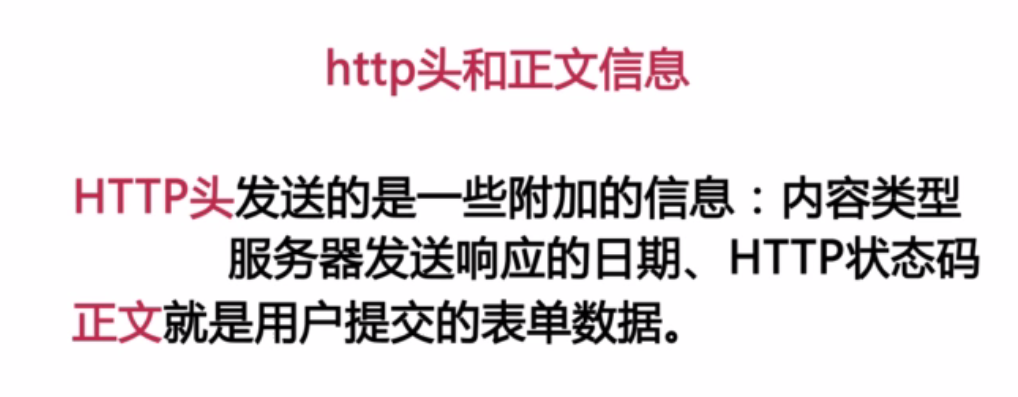 http头和正文信息
HTTP头发送的是一些附加的信息：内容类型
服务器发送响应的日期、HTTP状态码
正文就是用户提交的表单数据。